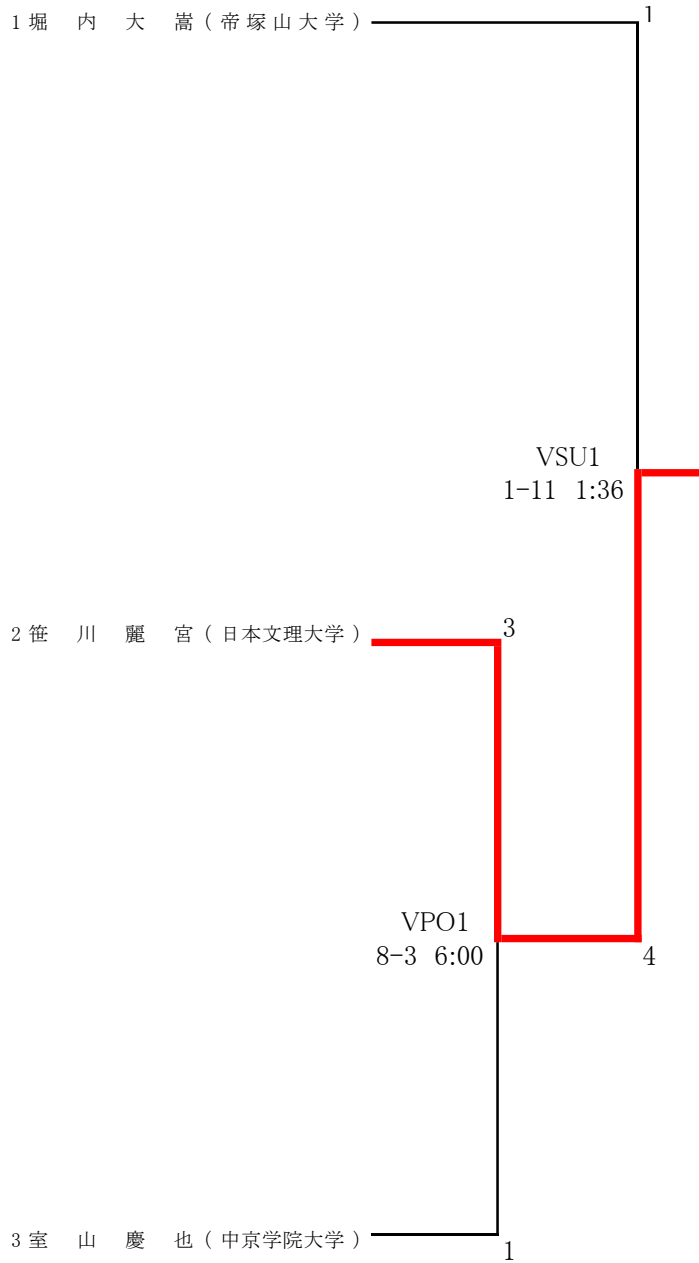 1 堀 内 大 嵩 ( 帝塚山大学 )
1
VSU1
1-11 1:36
2 笹 川 麗 宮 ( 日本文理大学 )
3
VPO1
8-3 6:00
4
3 室 山 慶 也 ( 中京学院大学 )
1